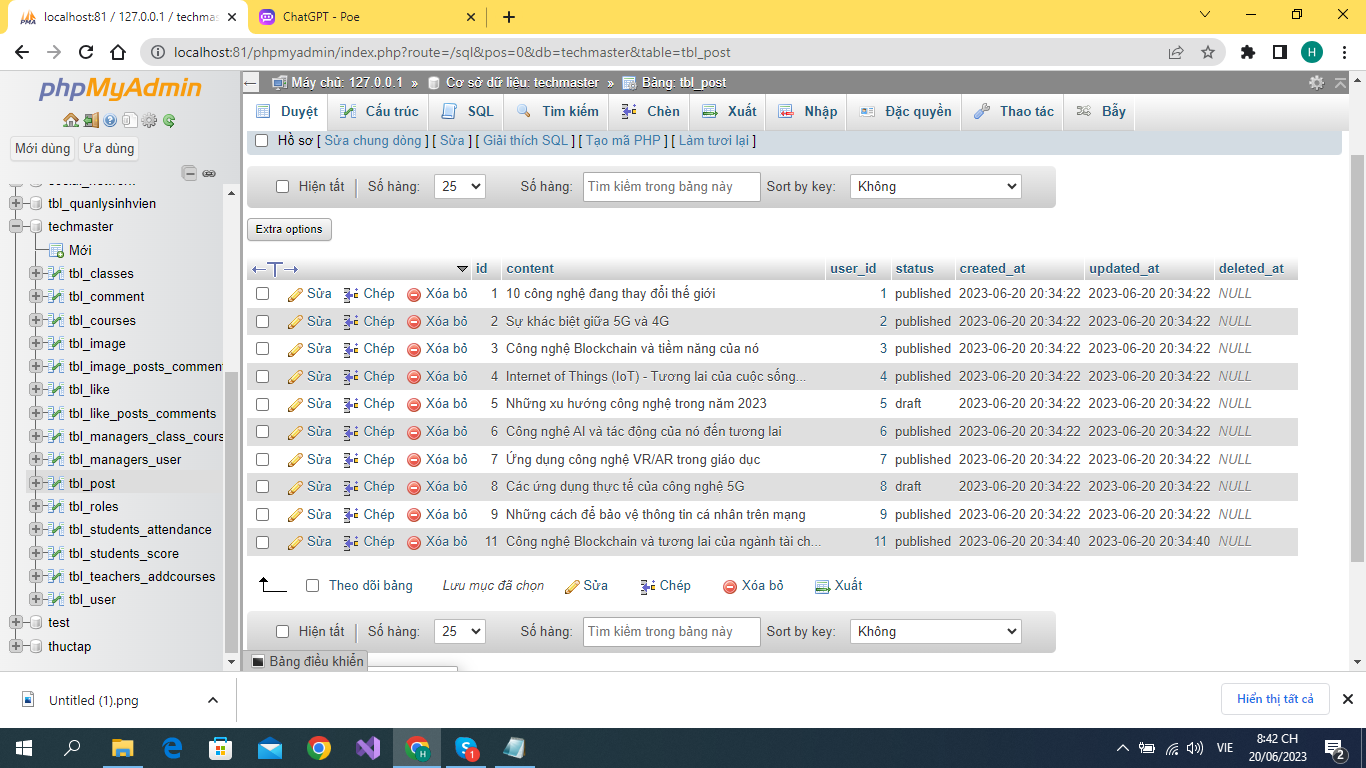 localhost:81 / 127.0.0.1 / techmas
ChatGPT - Poe
localhost:81/phpmyadmin/index.php?route=/sql&pos=0&db=techmaster&table=tbl_post
H
phpMyAdmin
Mới dùng Ưa dùng
tbl_quanlysinhvien
techmaster
Mới
tbl_classes
tbl_comment
tbl_courses
tbl_image
tbl_image_posts_commen
tbl_like
tbl_like_posts_comments
tbl_managers_class_cours
tbl_managers_user
tbl_post
tbl_roles
tbl_students_attendance
tbl_students_score
tbl_teachers_addcourses
tbl_user
test
thuctap
Máy chủ: 127.0.0.1 » Cơ sở dữ liệu: techmaster » Bảng: tbl_post
Duyệt Cấu trúc SQL Tìm kiếm Chèn Xuất Nhập Đặc quyền Thao tác Bẫy
Hồ sơ [ Sửa chung dòng ] [ Sửa ] [ Giải thích SQL ] [ Tạo mã PHP ] [ Làm tươi lại ]
Hiện tất | Số hàng: 25 Số hàng: Tìm kiếm trong bảng này Sort by key: Không
Extra options
←T→ id content user_id status created_at updated_at deleted_at
Sửa Chép Xóa bỏ 1 10 công nghệ đang thay đổi thế giới 1 published 2023-06-20 20:34:22 2023-06-20 20:34:22 NULL
Sửa Chép Xóa bỏ 2 Sự khác biệt giữa 5G và 4G 2 published 2023-06-20 20:34:22 2023-06-20 20:34:22 NULL
Sửa Chép Xóa bỏ 3 Công nghệ Blockchain và tiềm năng của nó 3 published 2023-06-20 20:34:22 2023-06-20 20:34:22 NULL
Sửa Chép Xóa bỏ 4 Internet of Things (IoT) - Tương lai của cuộc sống... 4 published 2023-06-20 20:34:22 2023-06-20 20:34:22 NULL
Sửa Chép Xóa bỏ 5 Những xu hướng công nghệ trong năm 2023 5 draft 2023-06-20 20:34:22 2023-06-20 20:34:22 NULL
Sửa Chép Xóa bỏ 6 Công nghệ AI và tác động của nó đến tương lai 6 published 2023-06-20 20:34:22 2023-06-20 20:34:22 NULL
Sửa Chép Xóa bỏ 7 Ứng dụng công nghệ VR/AR trong giáo dục 7 published 2023-06-20 20:34:22 2023-06-20 20:34:22 NULL
Sửa Chép Xóa bỏ 8 Các ứng dụng thực tế của công nghệ 5G 8 draft 2023-06-20 20:34:22 2023-06-20 20:34:22 NULL
Sửa Chép Xóa bỏ 9 Những cách để bảo vệ thông tin cá nhân trên mạng 9 published 2023-06-20 20:34:22 2023-06-20 20:34:22 NULL
Sửa Chép Xóa bỏ 11 Công nghệ Blockchain và tương lai của ngành tài ch... 11 published 2023-06-20 20:34:40 2023-06-20 20:34:40 NULL
Theo dõi bảng Lưu mục đã chọn Sửa Chép Xóa bỏ Xuất
Hiện tất | Số hàng: 25 Số hàng: Tìm kiếm trong bảng này Sort by key: Không
Bảng điều khiển
Untitled (1).png
Hiển thị tất cả
VIE
8:42 CH
20/06/2023
2